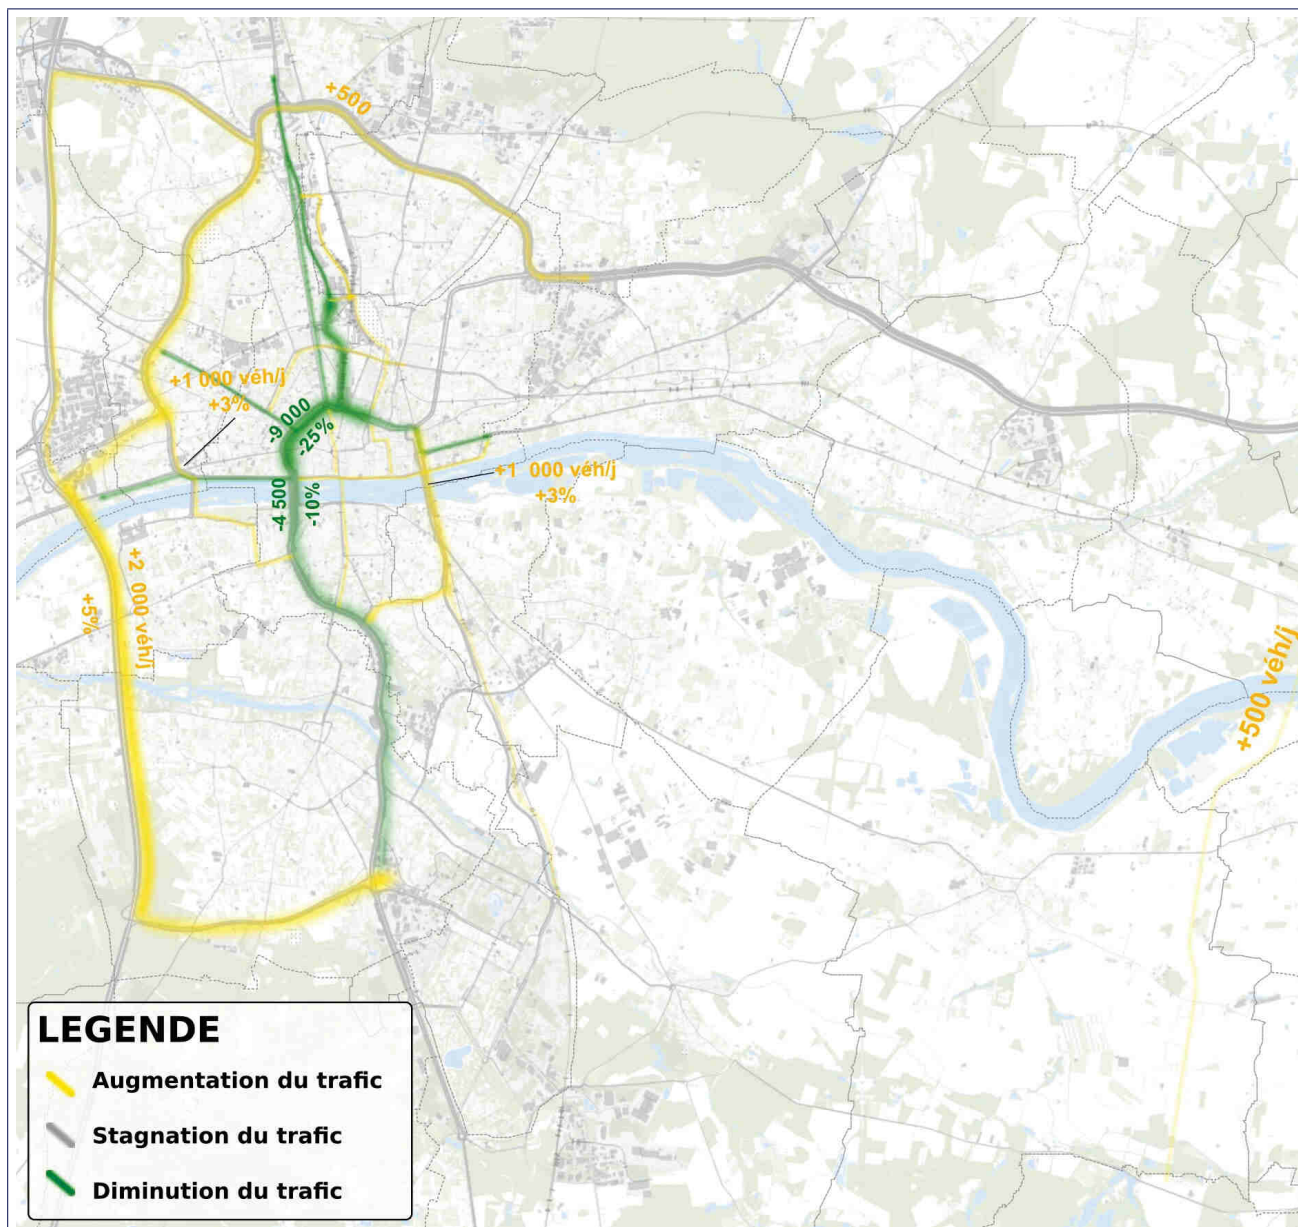 +500
+1 000 véh/j
+3%
-9 000
-25%
+1  000 véh/j
+3%
-4 500
-10%
+2  000 véh/j
+5%
+500 véh/j
LEGENDE
Augmentation du trafic
Stagnation du trafic
Diminution du trafic